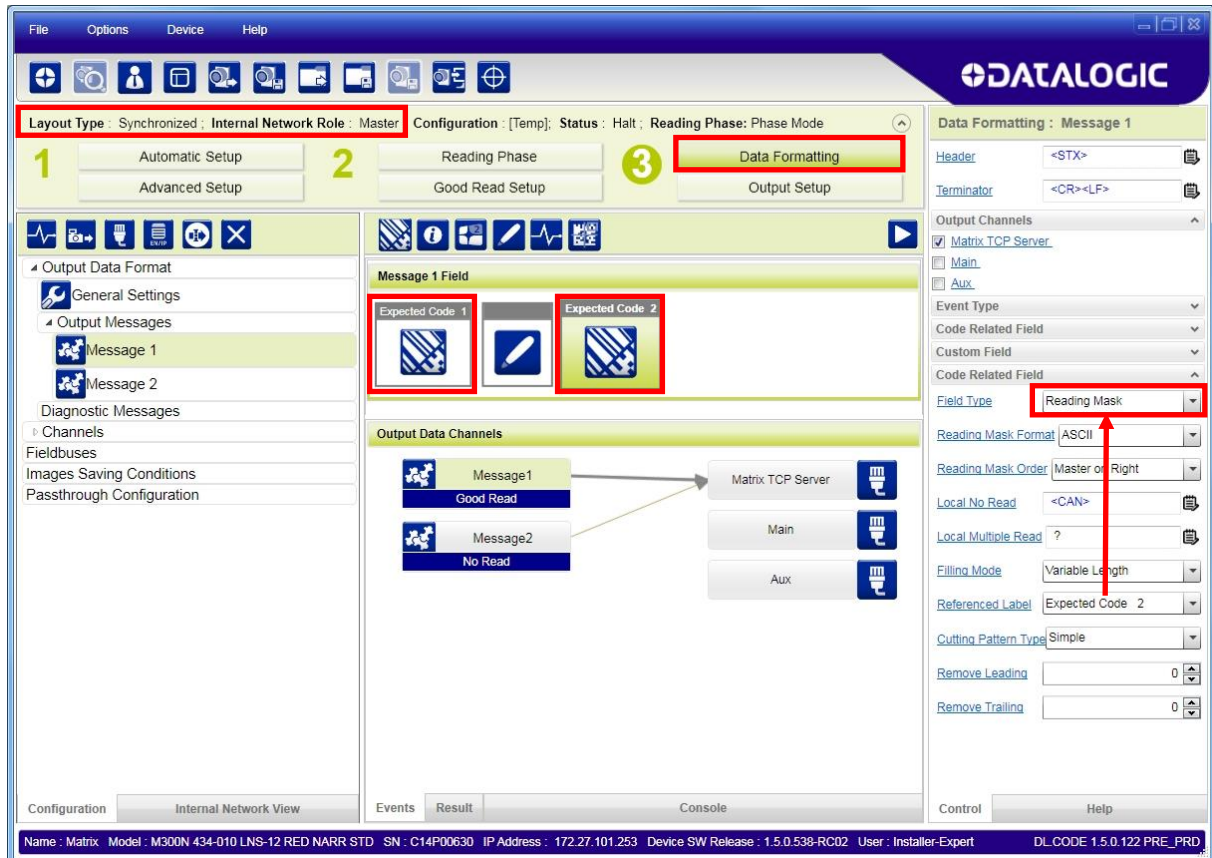 File Options Device Help
DATALOGIC
Layout Type : Synchronized ; Internal Network Role : Master Configuration : [Temp]; Status : Halt ; Reading Phase: Phase Mode
1 Automatic Setup 2 Reading Phase 3 Data Formatting
Advanced Setup Good Read Setup Output Setup
Output Data Format
General Settings
Output Messages
Message 1
Message 2
Diagnostic Messages
Channels
Fieldbuses
Images Saving Conditions
Passthrough Configuration
Configuration Internal Network View
Message 1 Field
Expected Code 1 Expected Code 2
Output Data Channels
Message1
Good Read
Message2
No Read
Matrix TCP Server
Main
Aux
Events Result Console
Data Formatting : Message 1
Header <STX>
Terminator <CR><LF>
Output Channels
Matrix TCP Server
Main
Aux
Event Type
Code Related Field
Custom Field
Code Related Field
Field Type Reading Mask
Reading Mask Format ASCII
Reading Mask Order Master on Right
Local No Read <CAN>
Local Multiple Read ?
Filling Mode Variable Length
Referenced Label Expected Code 2
Cutting Pattern Type Simple
Remove Leading 0
Remove Trailing 0
Control Help
Name : Matrix Model : M300N 434-010 LNS-12 RED NARR STD SN : C14P00630 IP Address : 172.27.101.253 Device SW Release : 1.5.0.538-RC02 User : Installer-Expert DL.CODE 1.5.0.122 PRE_PRD